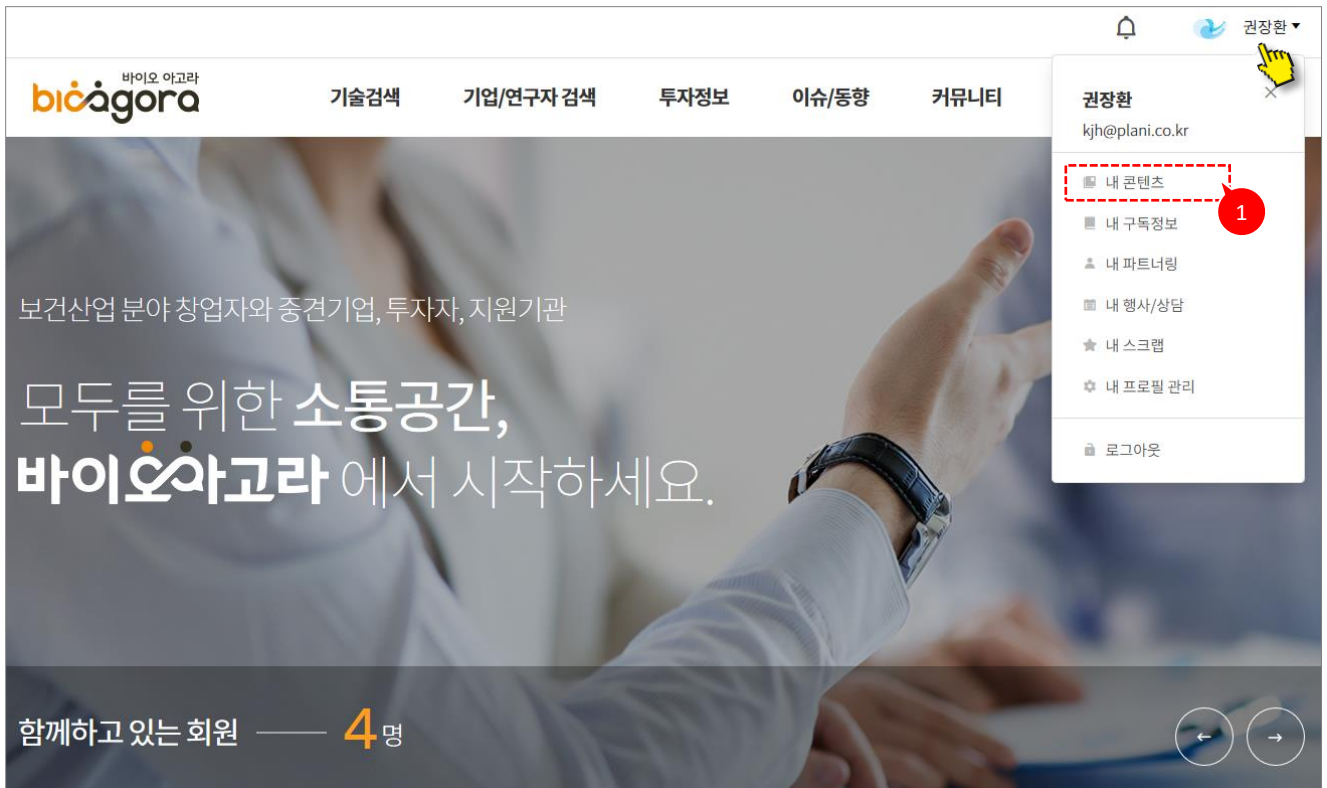 권장환
바이오 아고라
bioagora
기술검색 기업/연구자 검색 투자정보 이슈/동향 커뮤니티
권장환
kjh@plani.co.kr
내 콘텐츠
1
내 구독정보
내 파트너링
내 행사/상담
내 스크랩
내 프로필 관리
로그아웃
보건산업 분야 창업자와 중견기업, 투자자, 지원기관
모두를 위한 소통공간,
바이오아고라 에서 시작하세요.
함께하고 있는 회원 4 명